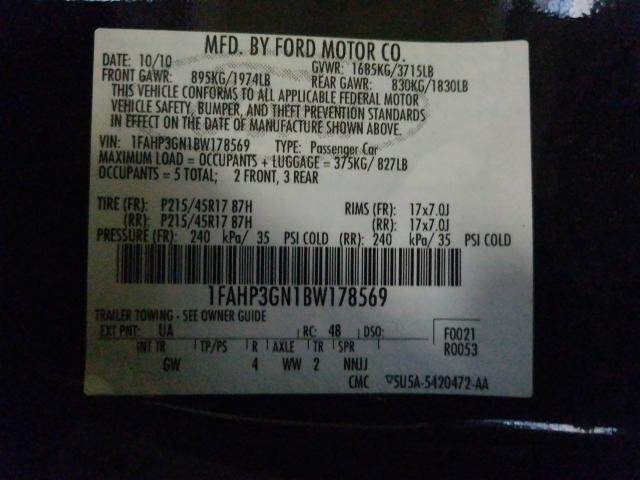 MFD. BY FORD MOTOR CO.
DATE: 10/10 GVWR: 1685KG/3715LB
FRONT GAWR: 895KG/1974LB REAR GAWR: 830KG/1830LB
THIS VEHICLE CONFORMS TO ALL APPLICABLE FEDERAL MOTOR
VEHICLE SAFETY, BUMPER, AND THEFT PREVENTION STANDARDS
IN EFFECT ON THE DATE OF MANUFACTURE SHOWN ABOVE.
VIN: 1FAHP3GN1BW178569 TYPE: Passenger Car
MAXIMUM LOAD = OCCUPANTS + LUGGAGE = 375KG/ 827LB
OCCUPANTS = 5 TOTAL; 2 FRONT, 3 REAR
TIRE (FR): P215/45R17 87H RIMS (FR): 17x7.0J
(RR): P215/45R17 87H (RR): 17x7.0J
PRESSURE (FR): 240 kPa/ 35 PSI COLD (RR): 240 kPa/ 35 PSI COLD
1FAHP3GN1BW178569
TRAILER TOWING - SEE OWNER GUIDE
EXT PNT: UA RC: 48 DSO: F0021
INT TR TP/PS R AXLE TR SPR R0053
GW 4 WW 2 NNJJ
CMC ▽5U5A-5420472-AA